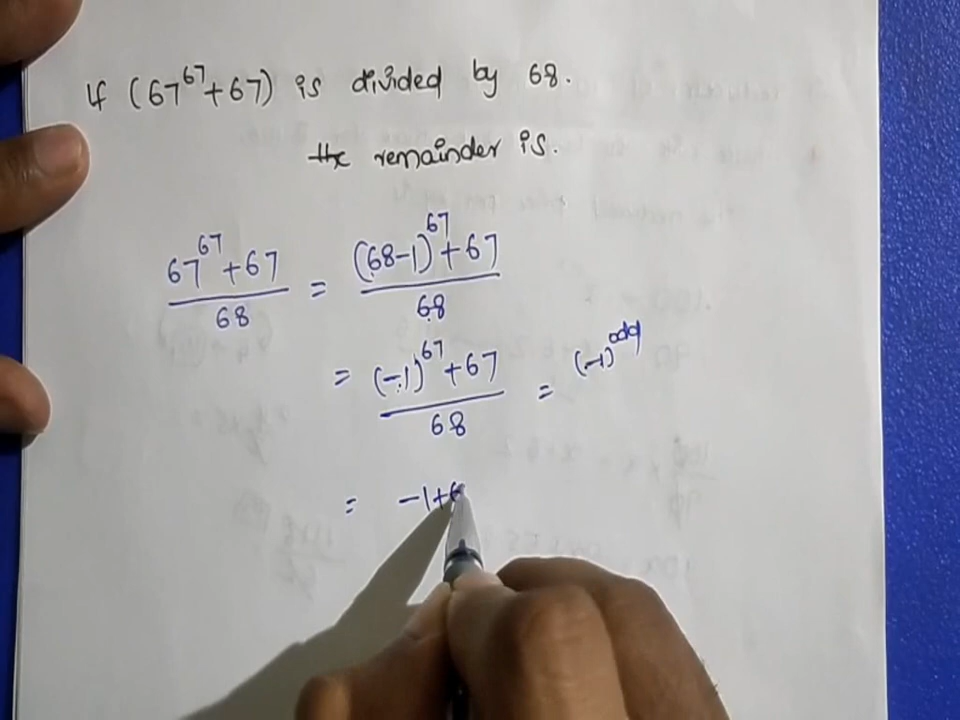 If (67^67+67) is divided by 68.
the remainder is.
67^67+67/68 = (68-1)^67+67/68
= (-1)^67+67/68 = (-1)^odd
= -1+6